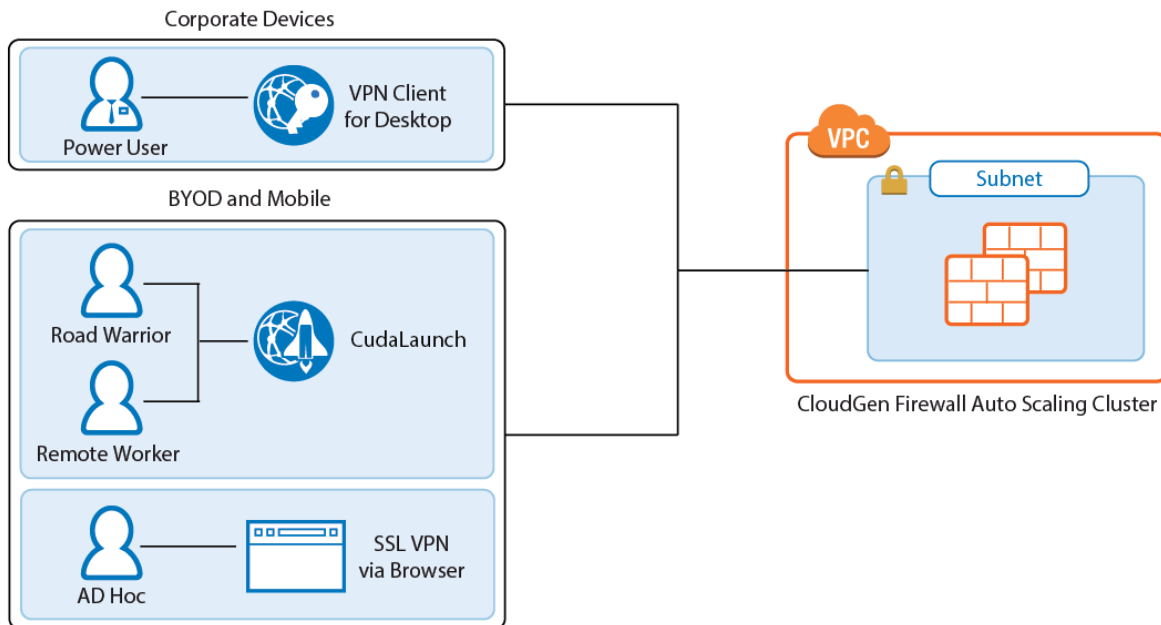 Corporate Devices
Power User
VPN Client
for Desktop
BYOD and Mobile
Road Warrior
CudaLaunch
Remote Worker
AD Hoc
SSL VPN
via Browser
VPC
Subnet
CloudGen Firewall Auto Scaling Cluster